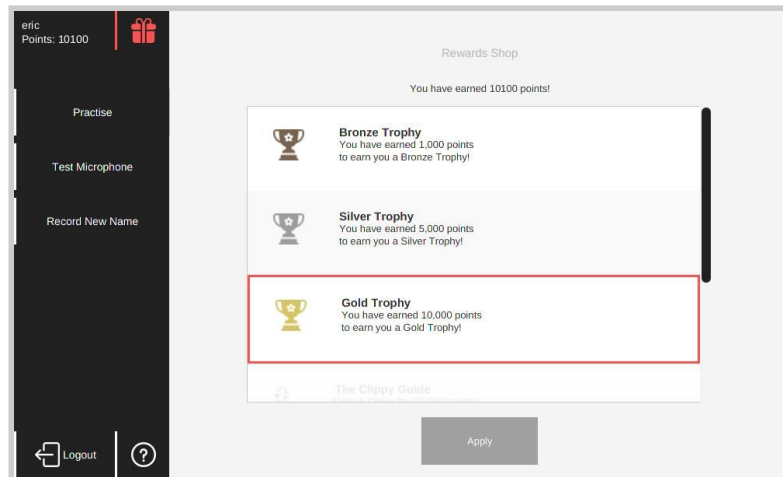 eric
Points: 10100
Practise
Test Microphone
Record New Name
Logout
?
Rewards Shop
You have earned 10100 points!
Bronze Trophy
You have earned 1,000 points
to earn you a Bronze Trophy!
Silver Trophy
You have earned 5,000 points
to earn you a Silver Trophy!
Gold Trophy
You have earned 10,000 points
to earn you a Gold Trophy!
The Clippy Guide
Apply